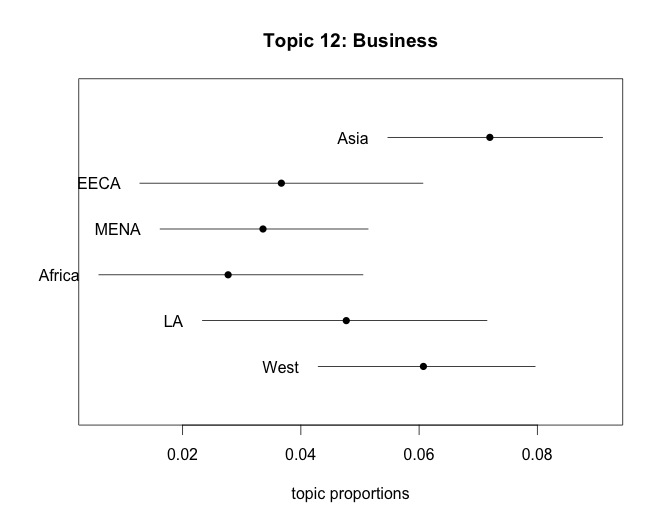 Topic 12: Business
Asia
EECA
MENA
Africa
LA
West
0.02 0.04 0.06 0.08
topic proportions